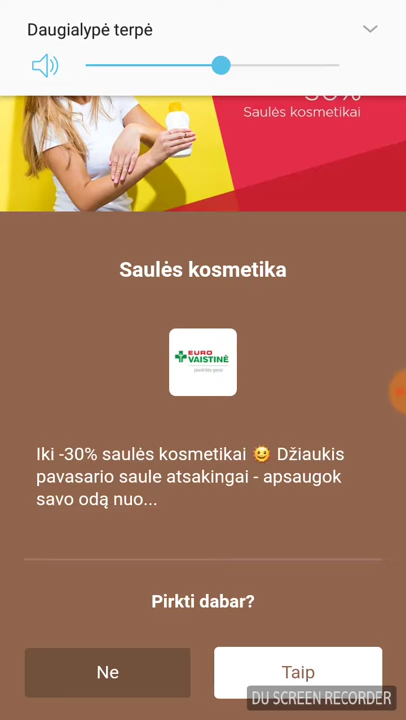 Daugialypė terpė
30%
Saulės kosmetikai
Saulės kosmetika
EURO
VAISTINĖ
Iki -30% saulės kosmetikai 🌞 Džiaukis
pavasario saule atsakingai - apsaugok
savo odą nuo...
Pirkti dabar?
Ne
Taip
DU SCREEN RECORDER